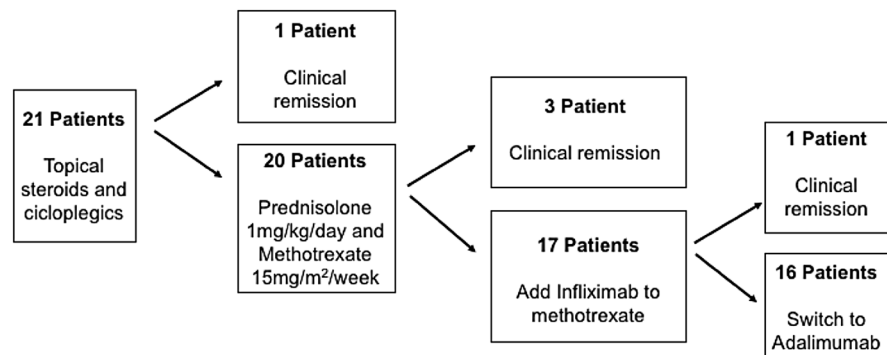 21 Patients
Topical
steroids and
cicloplegics
1 Patient
Clinical
remission
20 Patients
Prednisolone
1mg/kg/day and
Methotrexate
15mg/m²/week
3 Patient
Clinical remission
17 Patients
Add Infliximab to
methotrexate
1 Patient
Clinical
remission
16 Patients
Switch to
Adalimumab